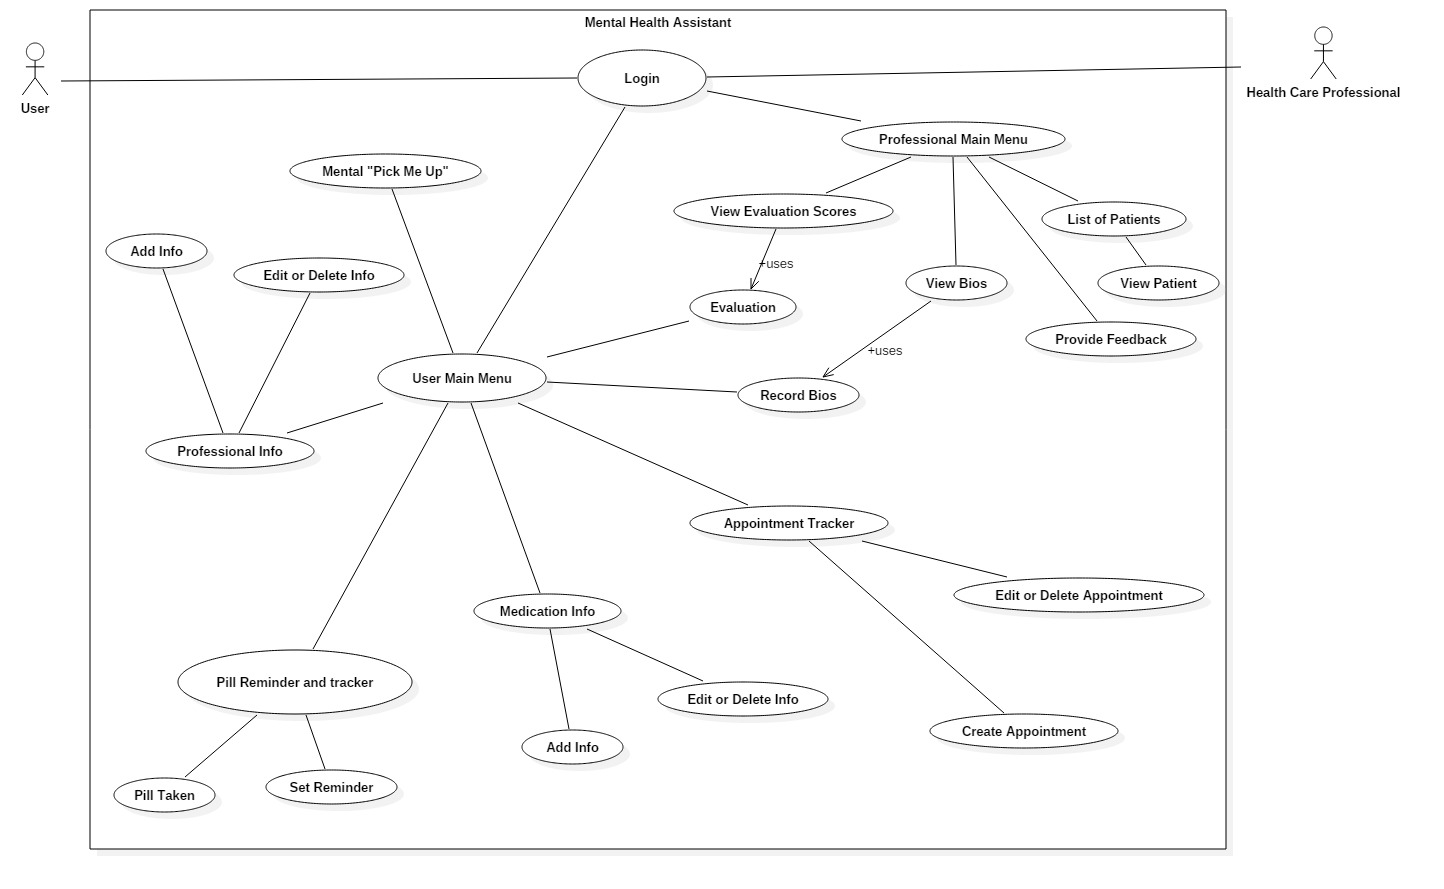 Mental Health Assistant
User
Login
Health Care Professional
Professional Main Menu
Mental "Pick Me Up"
View Evaluation Scores
List of Patients
Add Info
Edit or Delete Info
+uses
View Bios
View Patient
Evaluation
Provide Feedback
+uses
User Main Menu
Record Bios
Professional Info
Appointment Tracker
Edit or Delete Appointment
Medication Info
Pill Reminder and tracker
Edit or Delete Info
Create Appointment
Add Info
Set Reminder
Pill Taken